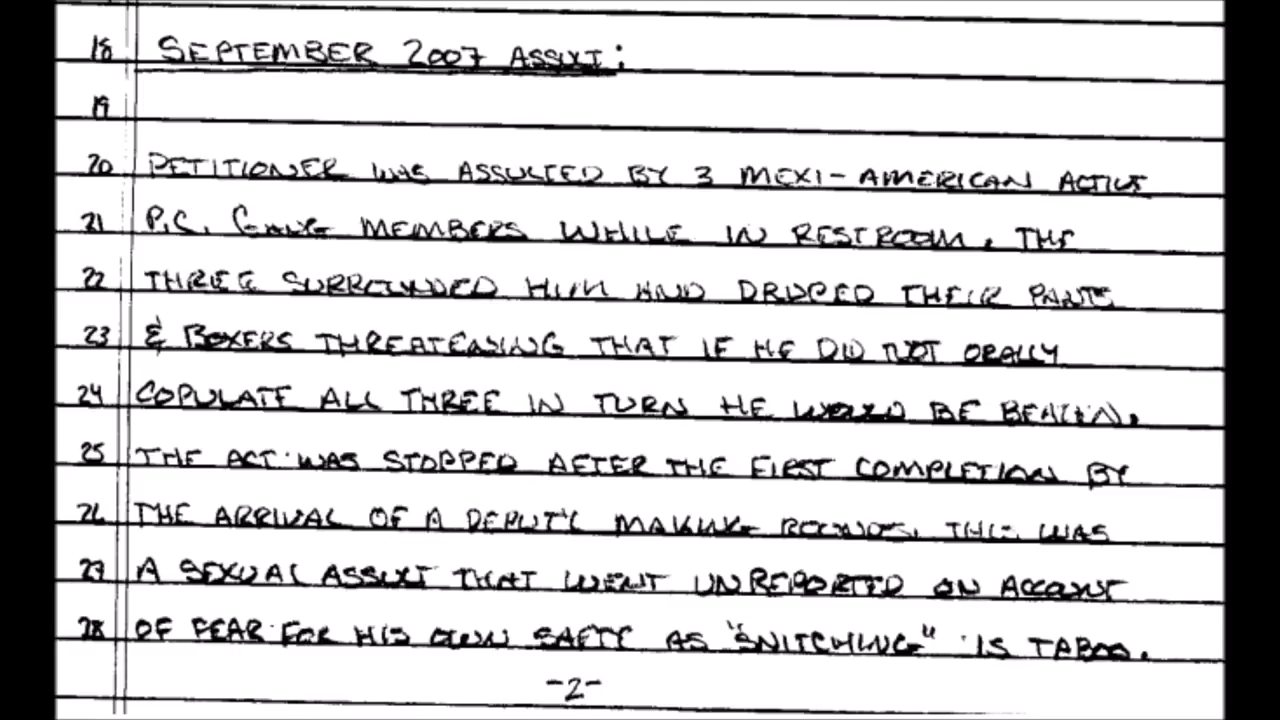 18 SEPTEMBER 2007 ASSULT:
19
20 PETITIONER WAS ASSULTED BY 3 MEXI-AMERICAN ACTIVE
21 P.C. GANG MEMBERS WHILE IN RESTROOM. THE
22 THREE SURROUNDED HIM AND DROPED THEIR PANTS
23 & BOXERS THREATENING THAT IF HE DID NOT ORALLY
24 COPULATE ALL THREE IN TURN HE WOULD BE BEATEN.
25 THE ACT WAS STOPPED AFTER THE FIRST COMPLETION BY
26 THE ARRIVAL OF A DEPUTY MAKING ROUNDS. THIS WAS
27 A SEXUAL ASSULT THAT WENT UNREPORTED ON ACCOUNT
28 OF FEAR FOR HIS OWN SAFTY AS "SNITCHING" IS TABOO.
-2-